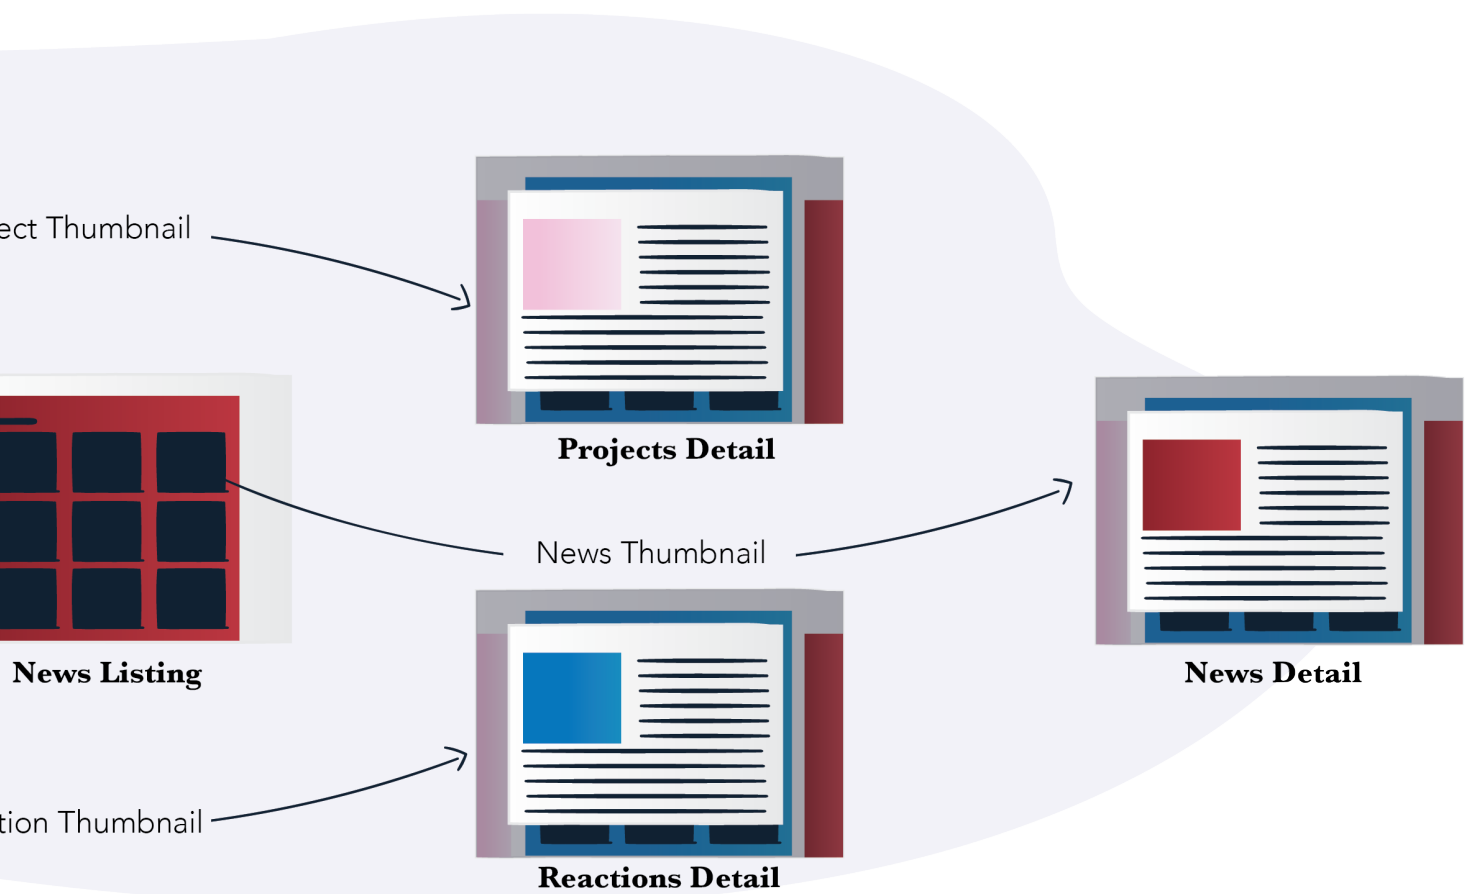 ect Thumbnail
Projects Detail
News Thumbnail
News Listing
News Detail
tion Thumbnail
Reactions Detail